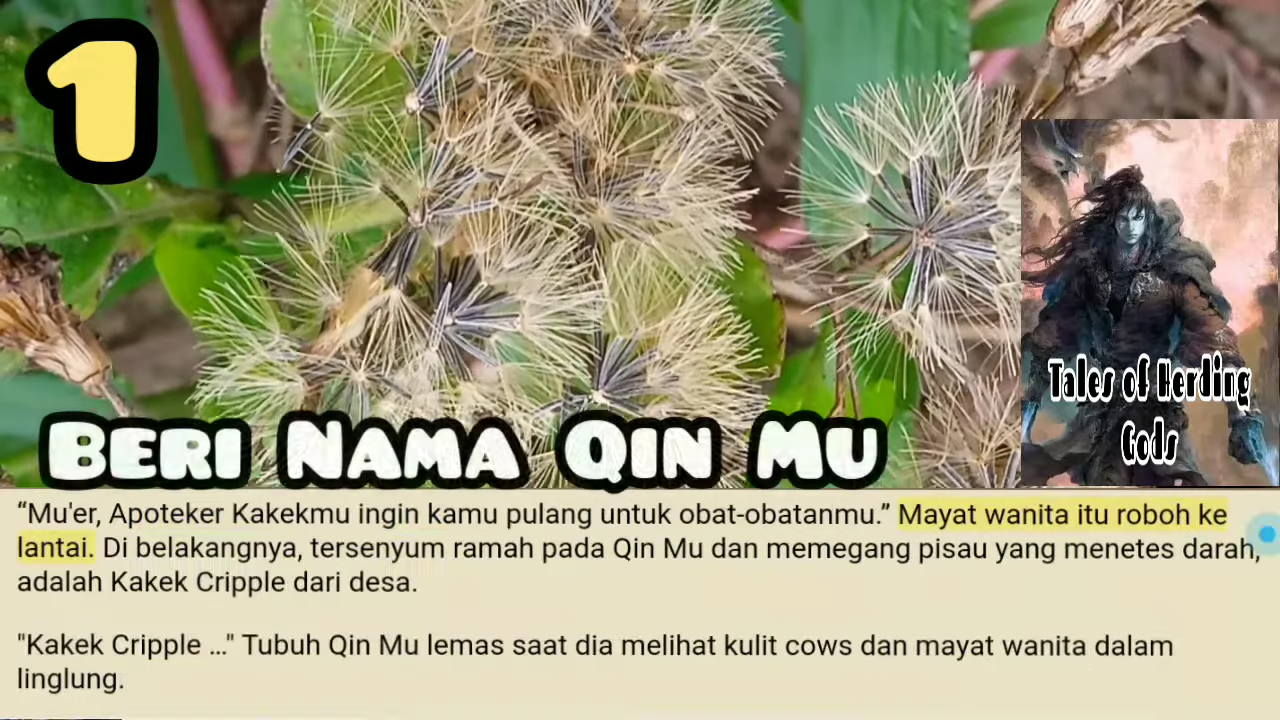 1
Tales of Herding
Gods
BERI NAMA QIN MU
“Mu'er, Apoteker Kakekmu ingin kamu pulang untuk obat-obatanmu.” Mayat wanita itu roboh ke
lantai. Di belakangnya, tersenyum ramah pada Qin Mu dan memegang pisau yang menetes darah,
adalah Kakek Cripple dari desa.
"Kakek Cripple ..." Tubuh Qin Mu lemas saat dia melihat kulit cows dan mayat wanita dalam
linglung.